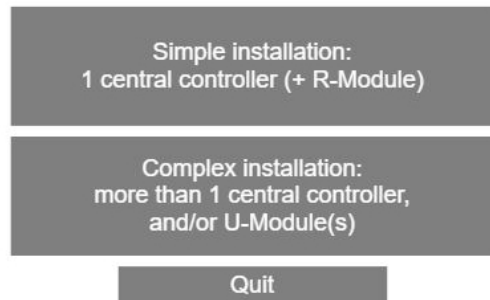 Simple installation:
1 central controller (+ R-Module)
Complex installation:
more than 1 central controller,
and/or U-Module(s)
Quit